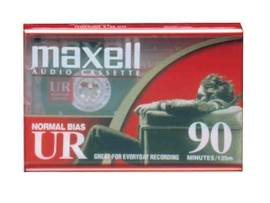 maxell
AUDIO CASSETTE
UR
NORMAL BIAS
UR
90
GREAT FOR EVERYDAY RECORDING
MINUTES/135m